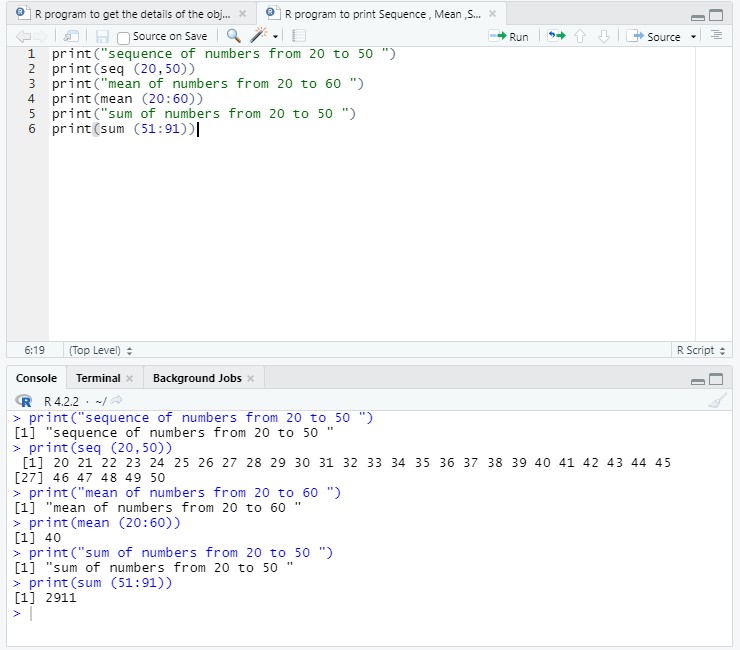 R program to get the details of the obj... × R program to print Sequence , Mean ,S... ×
Source on Save Run Source
1 print("sequence of numbers from 20 to 50 ")
2 print(seq (20,50))
3 print("mean of numbers from 20 to 60 ")
4 print(mean (20:60))
5 print("sum of numbers from 20 to 50 ")
6 print(sum (51:91))
6:19 (Top Level) R Script
Console Terminal × Background Jobs ×
R R 4.2.2 · ~/
> print("sequence of numbers from 20 to 50 ")
[1] "sequence of numbers from 20 to 50 "
> print(seq (20,50))
 [1] 20 21 22 23 24 25 26 27 28 29 30 31 32 33 34 35 36 37 38 39 40 41 42 43 44 45
[27] 46 47 48 49 50
> print("mean of numbers from 20 to 60 ")
[1] "mean of numbers from 20 to 60 "
> print(mean (20:60))
[1] 40
> print("sum of numbers from 20 to 50 ")
[1] "sum of numbers from 20 to 50 "
> print(sum (51:91))
[1] 2911
>